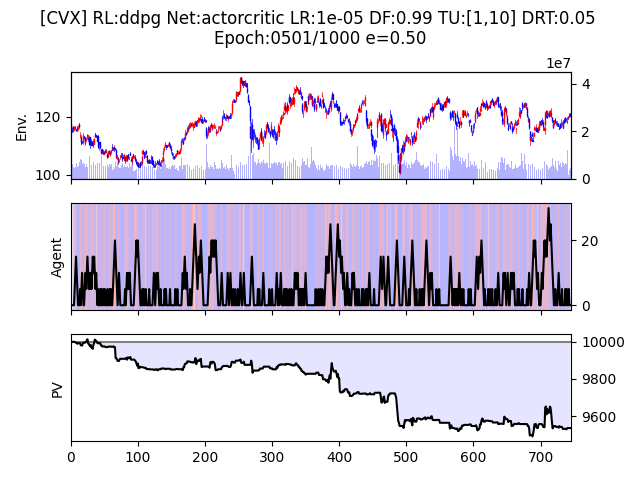 [CVX] RL:ddpg Net:actorcritic LR:1e-05 DF:0.99 TU:[1,10] DRT:0.05
Epoch:0501/1000 e=0.50
1e7
Env.
120
100
4
2
0
Agent
20
0
PV
10000
9800
9600
0 100 200 300 400 500 600 700